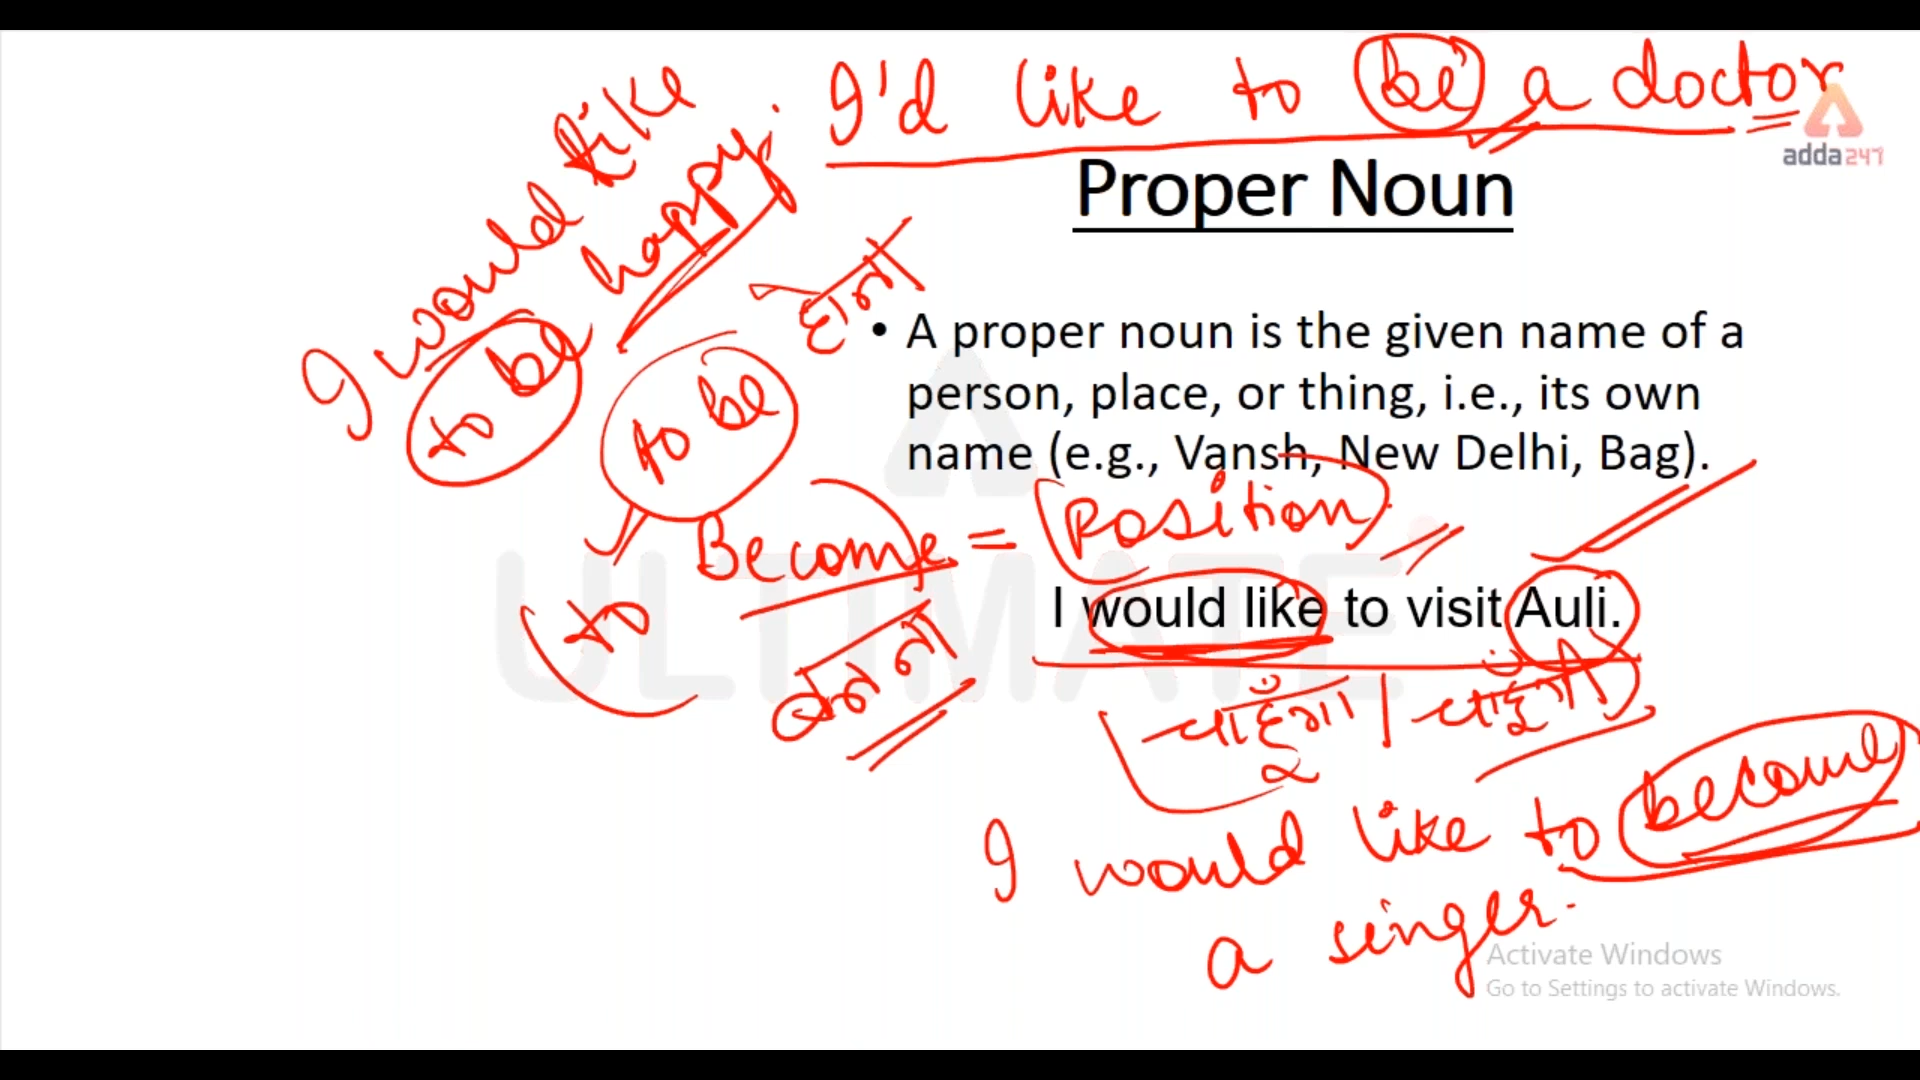 I'd like to be a doctor
adda247
Proper Noun
I would like
to be happy.
होना
• A proper noun is the given name of a
person, place, or thing, i.e., its own
name (e.g., Vansh, New Delhi, Bag).
to be
Become = Position
to
बनना
I would like to visit Auli.
चाहूँगा | चाहूँगी
I would like to become
a singer.
ULTIMATE
Activate Windows
Go to Settings to activate Windows.